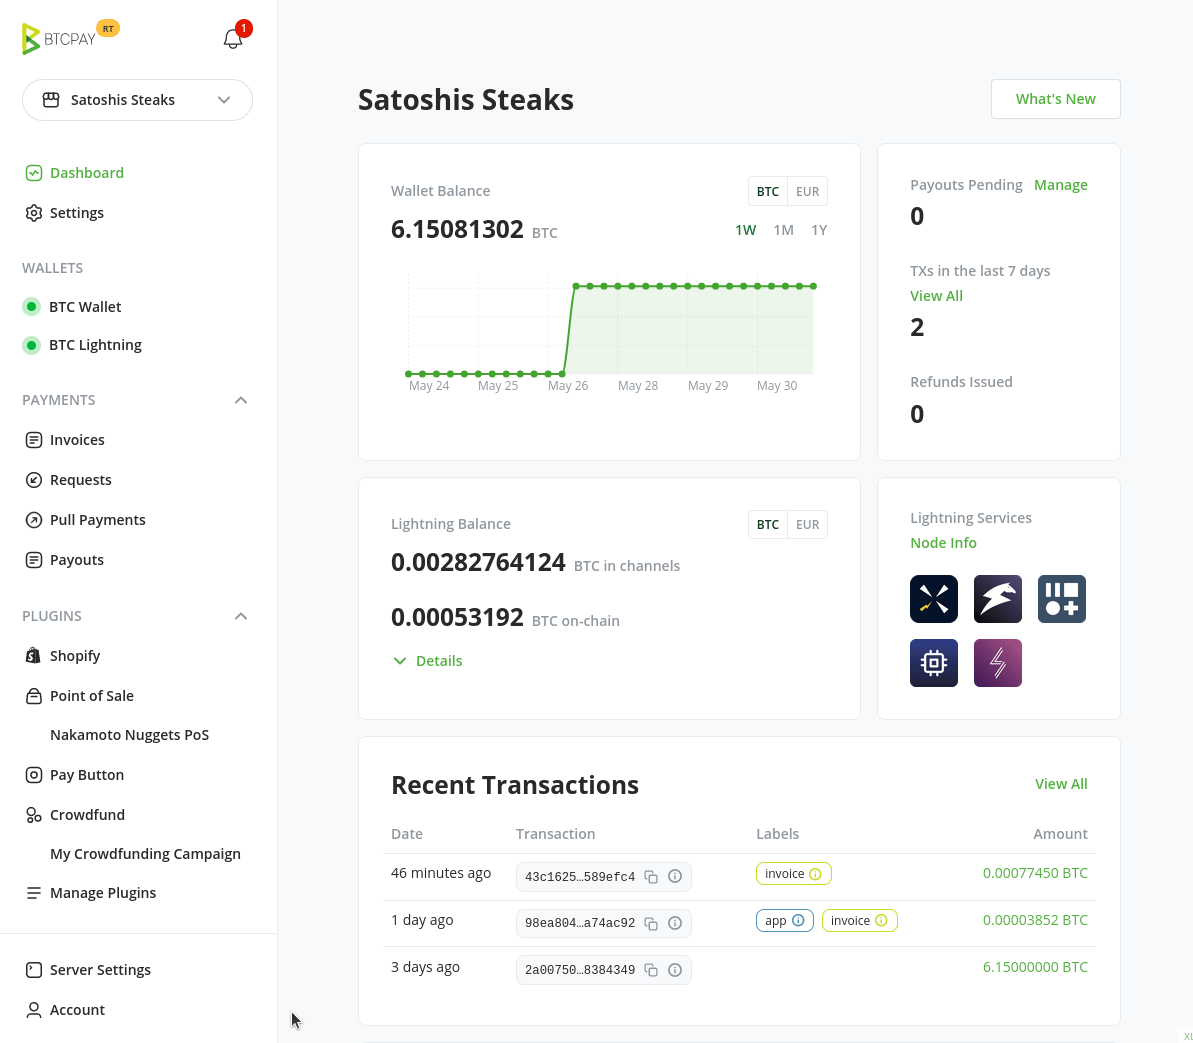 BTCPAY
RT
1
Satoshis Steaks
Dashboard
Settings
WALLETS
BTC Wallet
BTC Lightning
PAYMENTS
Invoices
Requests
Pull Payments
Payouts
PLUGINS
Shopify
Point of Sale
Nakamoto Nuggets PoS
Pay Button
Crowdfund
My Crowdfunding Campaign
Manage Plugins
Server Settings
Account
Satoshis Steaks
What's New
Wallet Balance
BTC EUR
6.15081302 BTC
1W 1M 1Y
May 24 May 25 May 26 May 28 May 29 May 30
Payouts Pending Manage
0
TXs in the last 7 days
View All
2
Refunds Issued
0
Lightning Balance
BTC EUR
0.00282764124 BTC in channels
0.00053192 BTC on-chain
Details
Lightning Services
Node Info
Recent Transactions
View All
Date Transaction Labels Amount
46 minutes ago 43c1625…589efc4 invoice 0.00077450 BTC
1 day ago 98ea804…a74ac92 app invoice 0.00003852 BTC
3 days ago 2a00750…8384349 6.15000000 BTC